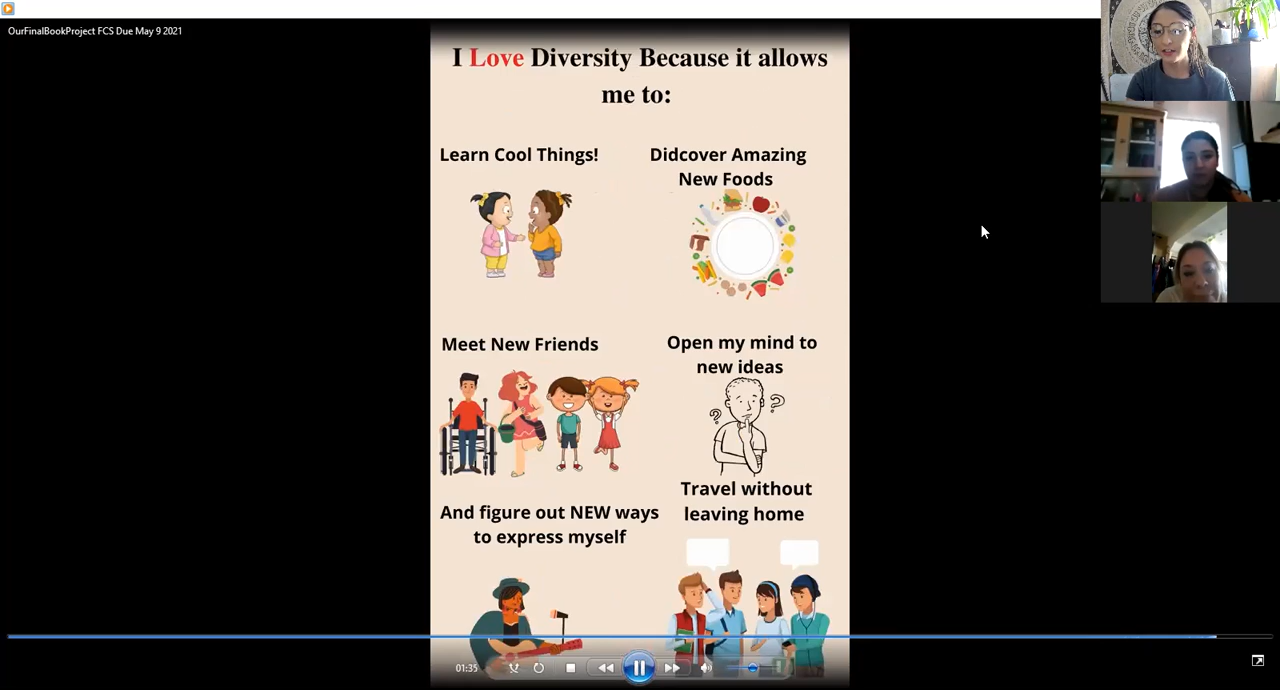 OurFinalBookProject FCS Due May 9 2021
I Love Diversity Because it allows
me to:
Learn Cool Things!
Didcover Amazing
New Foods
Meet New Friends
Open my mind to
new ideas
And figure out NEW ways
to express myself
Travel without
leaving home
01:35